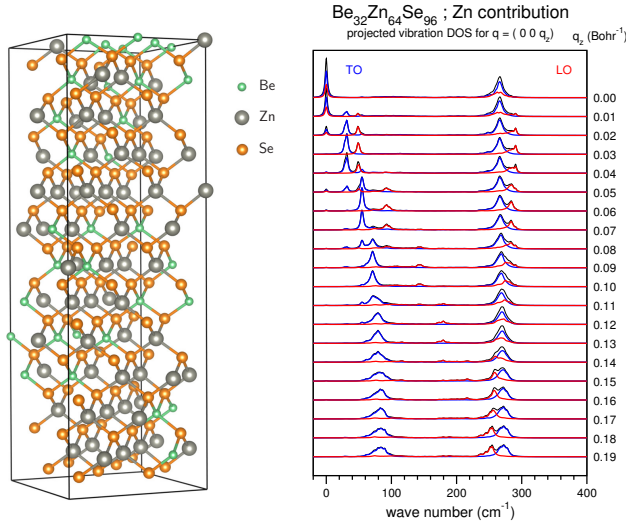 Be32Zn64Se96 ; Zn contribution
projected vibration DOS for q = ( 0 0 qz) qz (Bohr-1)
Be
Zn
Se
TO LO
0.00
0.01
0.02
0.03
0.04
0.05
0.06
0.07
0.08
0.09
0.10
0.11
0.12
0.13
0.14
0.15
0.16
0.17
0.18
0.19
0 100 200 300 400
wave number (cm-1)